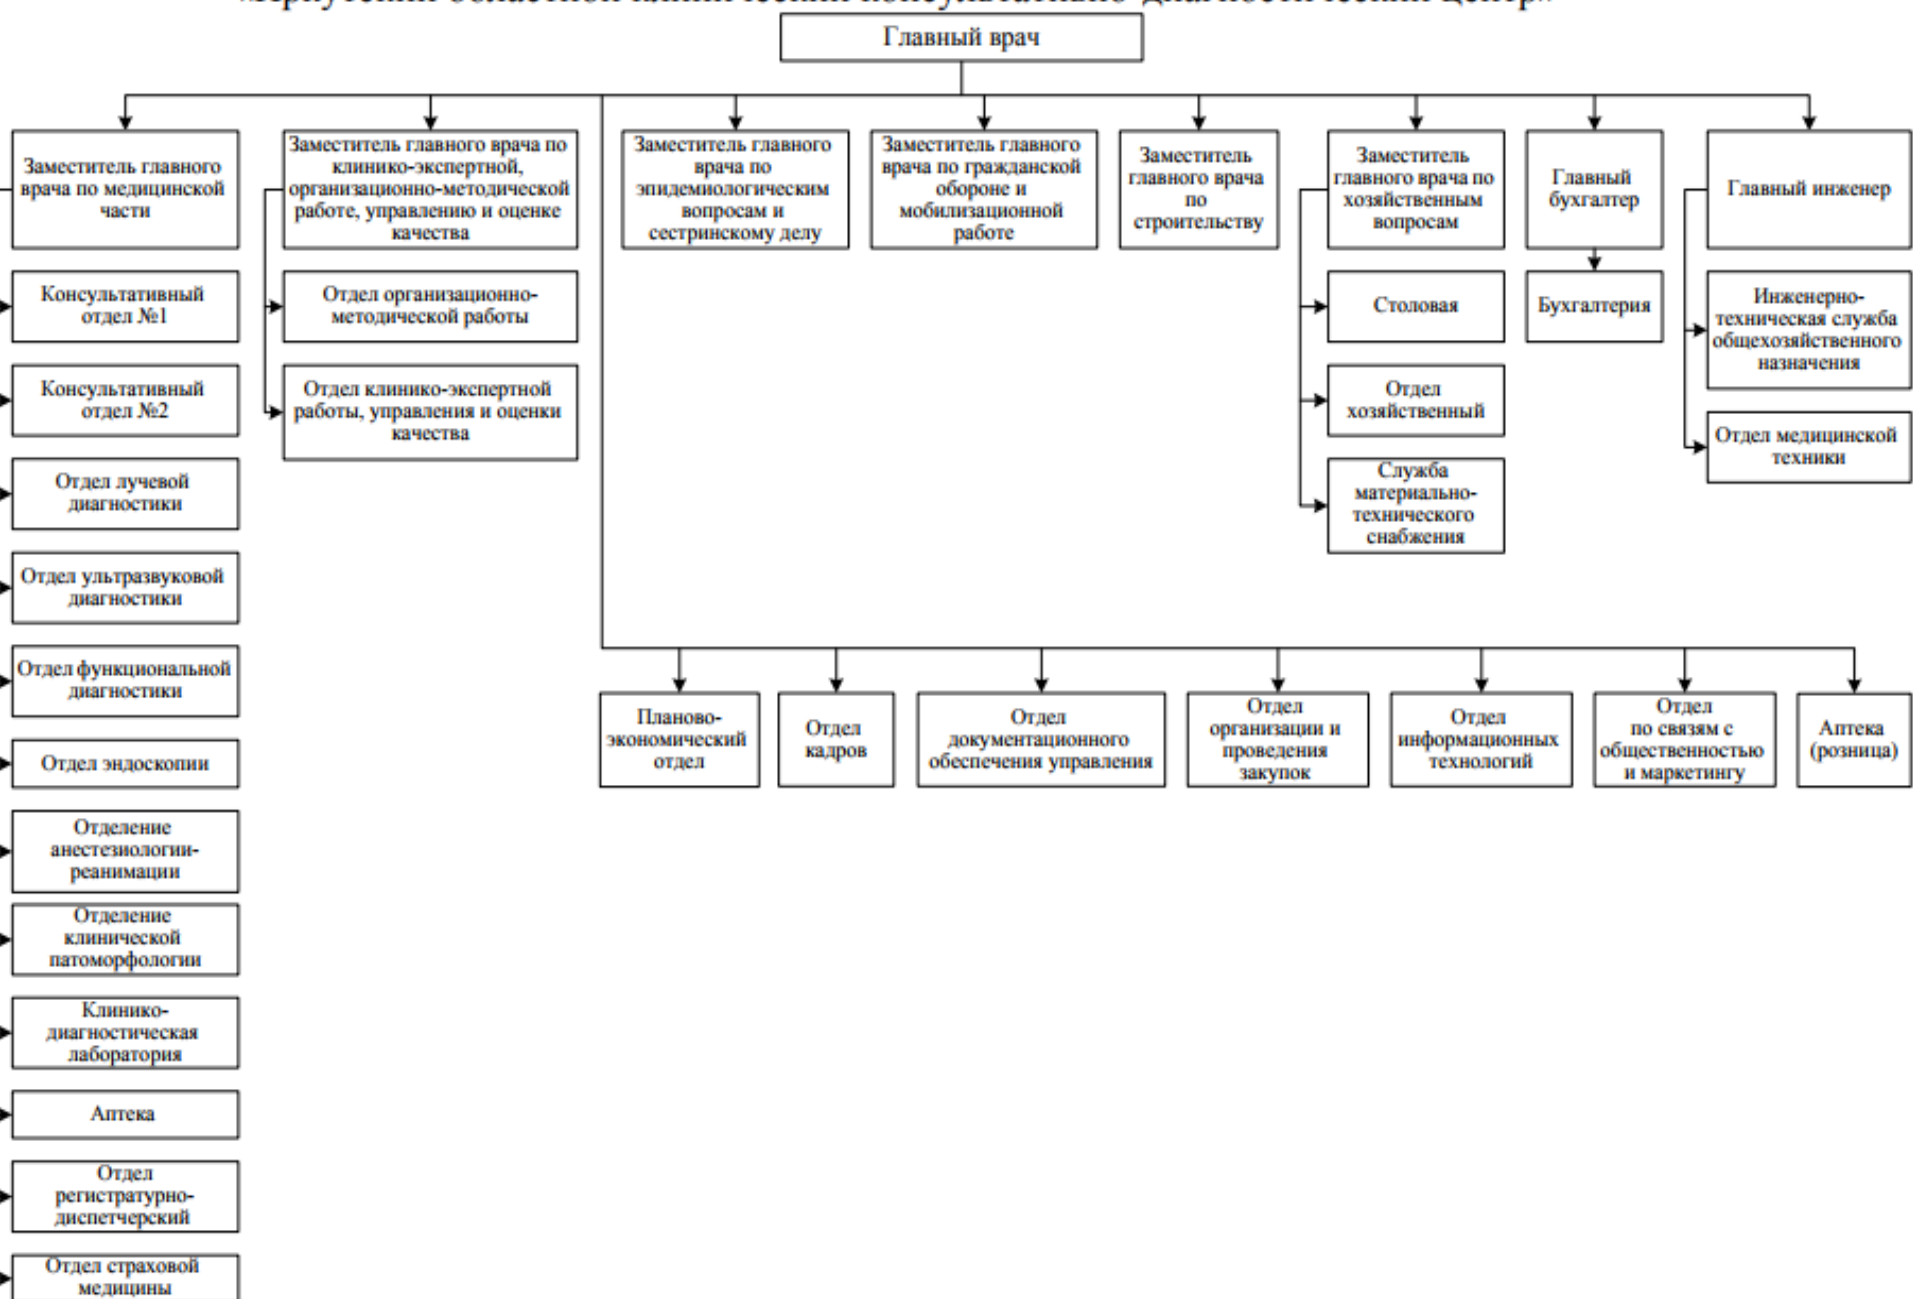 «Иркутский областной клинический консультативно-диагностический центр»
Главный врач
Заместитель главного
врача по медицинской
части
Заместитель главного врача по
клинико-экспертной,
организационно-методической
работе, управлению и оценке
качества
Заместитель главного
врача по
эпидемиологическим
вопросам и
сестринскому делу
Заместитель главного
врача по гражданской
обороне и
мобилизационной
работе
Заместитель
главного врача
по
строительству
Заместитель
главного врача по
хозяйственным
вопросам
Главный
бухгалтер
Главный инженер
Консультативный
отдел №1
Консультативный
отдел №2
Отдел лучевой
диагностики
Отдел ультразвуковой
диагностики
Отдел функциональной
диагностики
Отдел эндоскопии
Отделение
анестезиологии-
реанимации
Отделение
клинической
патоморфологии
Клинико-
диагностическая
лаборатория
Аптека
Отдел
регистратурно-
диспетчерский
Отдел страховой
медицины
Отдел организационно-
методической работы
Отдел клинико-экспертной
работы, управления и оценки
качества
Столовая
Отдел
хозяйственный
Служба
материально-
технического
снабжения
Бухгалтерия
Инженерно-
техническая служба
общехозяйственного
назначения
Отдел медицинской
техники
Планово-
экономический
отдел
Отдел
кадров
Отдел
документационного
обеспечения управления
Отдел
организации и
проведения
закупок
Отдел
информационных
технологий
Отдел
по связям с
общественностью
и маркетингу
Аптека
(розница)